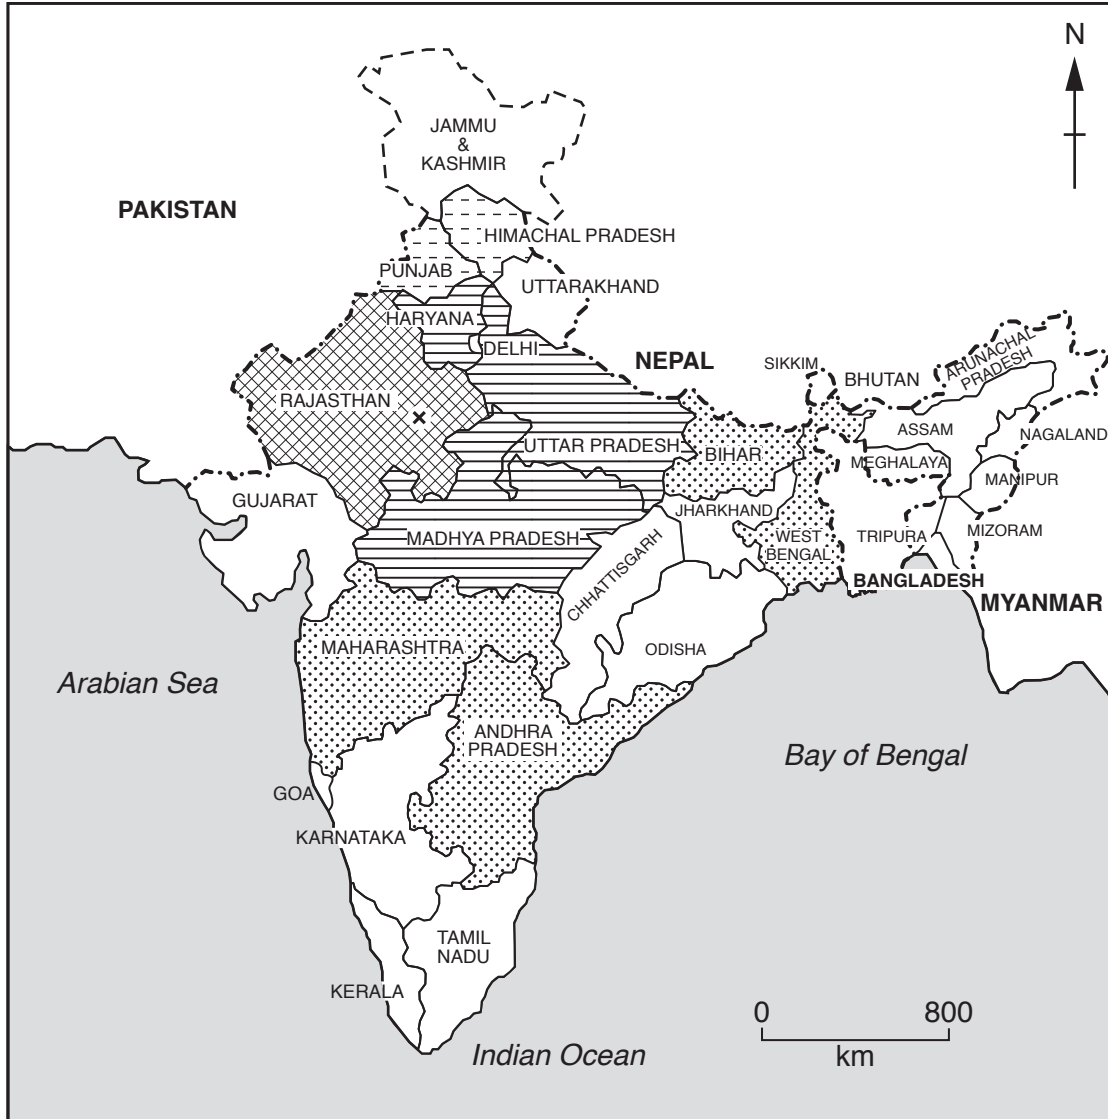 N
JAMMU
&
KASHMIR
PAKISTAN
HIMACHAL PRADESH
PUNJAB
UTTARAKHAND
HARYANA
DELHI
NEPAL
SIKKIM
BHUTAN
ARUNACHAL
PRADESH
RAJASTHAN
×
UTTAR PRADESH
BIHAR
ASSAM
NAGALAND
MEGHALAYA
MANIPUR
GUJARAT
JHARKHAND
MADHYA PRADESH
WEST
BENGAL
TRIPURA
MIZORAM
BANGLADESH
MYANMAR
CHHATTISGARH
MAHARASHTRA
ODISHA
Arabian Sea
ANDHRA
PRADESH
Bay of Bengal
GOA
KARNATAKA
TAMIL
NADU
KERALA
0 800
km
Indian Ocean